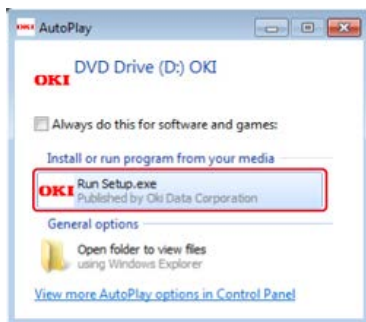 OKI AutoPlay
DVD Drive (D:) OKI
OKI
Always do this for software and games:
Install or run program from your media
OKI Run Setup.exe
Published by Oki Data Corporation
General options
Open folder to view files
using Windows Explorer
View more AutoPlay options in Control Panel